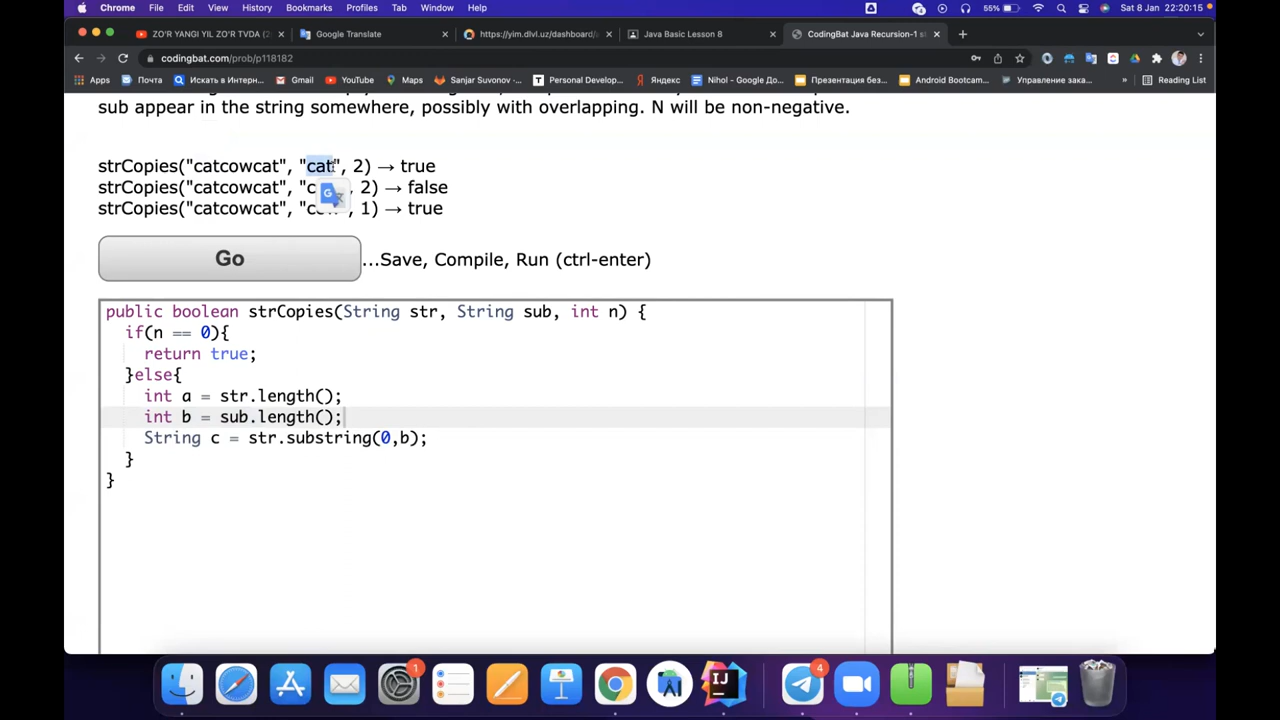 Chrome File Edit View History Bookmarks Profiles Tab Window Help 55% Sat 8 Jan 22:20:15
ZO'R YANGI YIL ZO'R TVDA (2 Google Translate https://yim.dlvl.uz/dashboard/ Java Basic Lesson 8 CodingBat Java Recursion-1 s
codingbat.com/prob/p118182
Apps Почта Искать в Интерн... Gmail YouTube Maps Sanjar Suvonov -... Personal Develop... Яндекс Nihol - Google Do... Презентация без... Android Bootcam... Управление зака... » Reading List
sub appear in the string somewhere, possibly with overlapping. N will be non-negative.
strCopies("catcowcat", "cat", 2) → true
strCopies("catcowcat", "c , 2) → false
strCopies("catcowcat", "cow", 1) → true
Go ...Save, Compile, Run (ctrl-enter)
public boolean strCopies(String str, String sub, int n) {
if(n == 0){
return true;
}else{
int a = str.length();
int b = sub.length();
String c = str.substring(0,b);
}
}
1
4